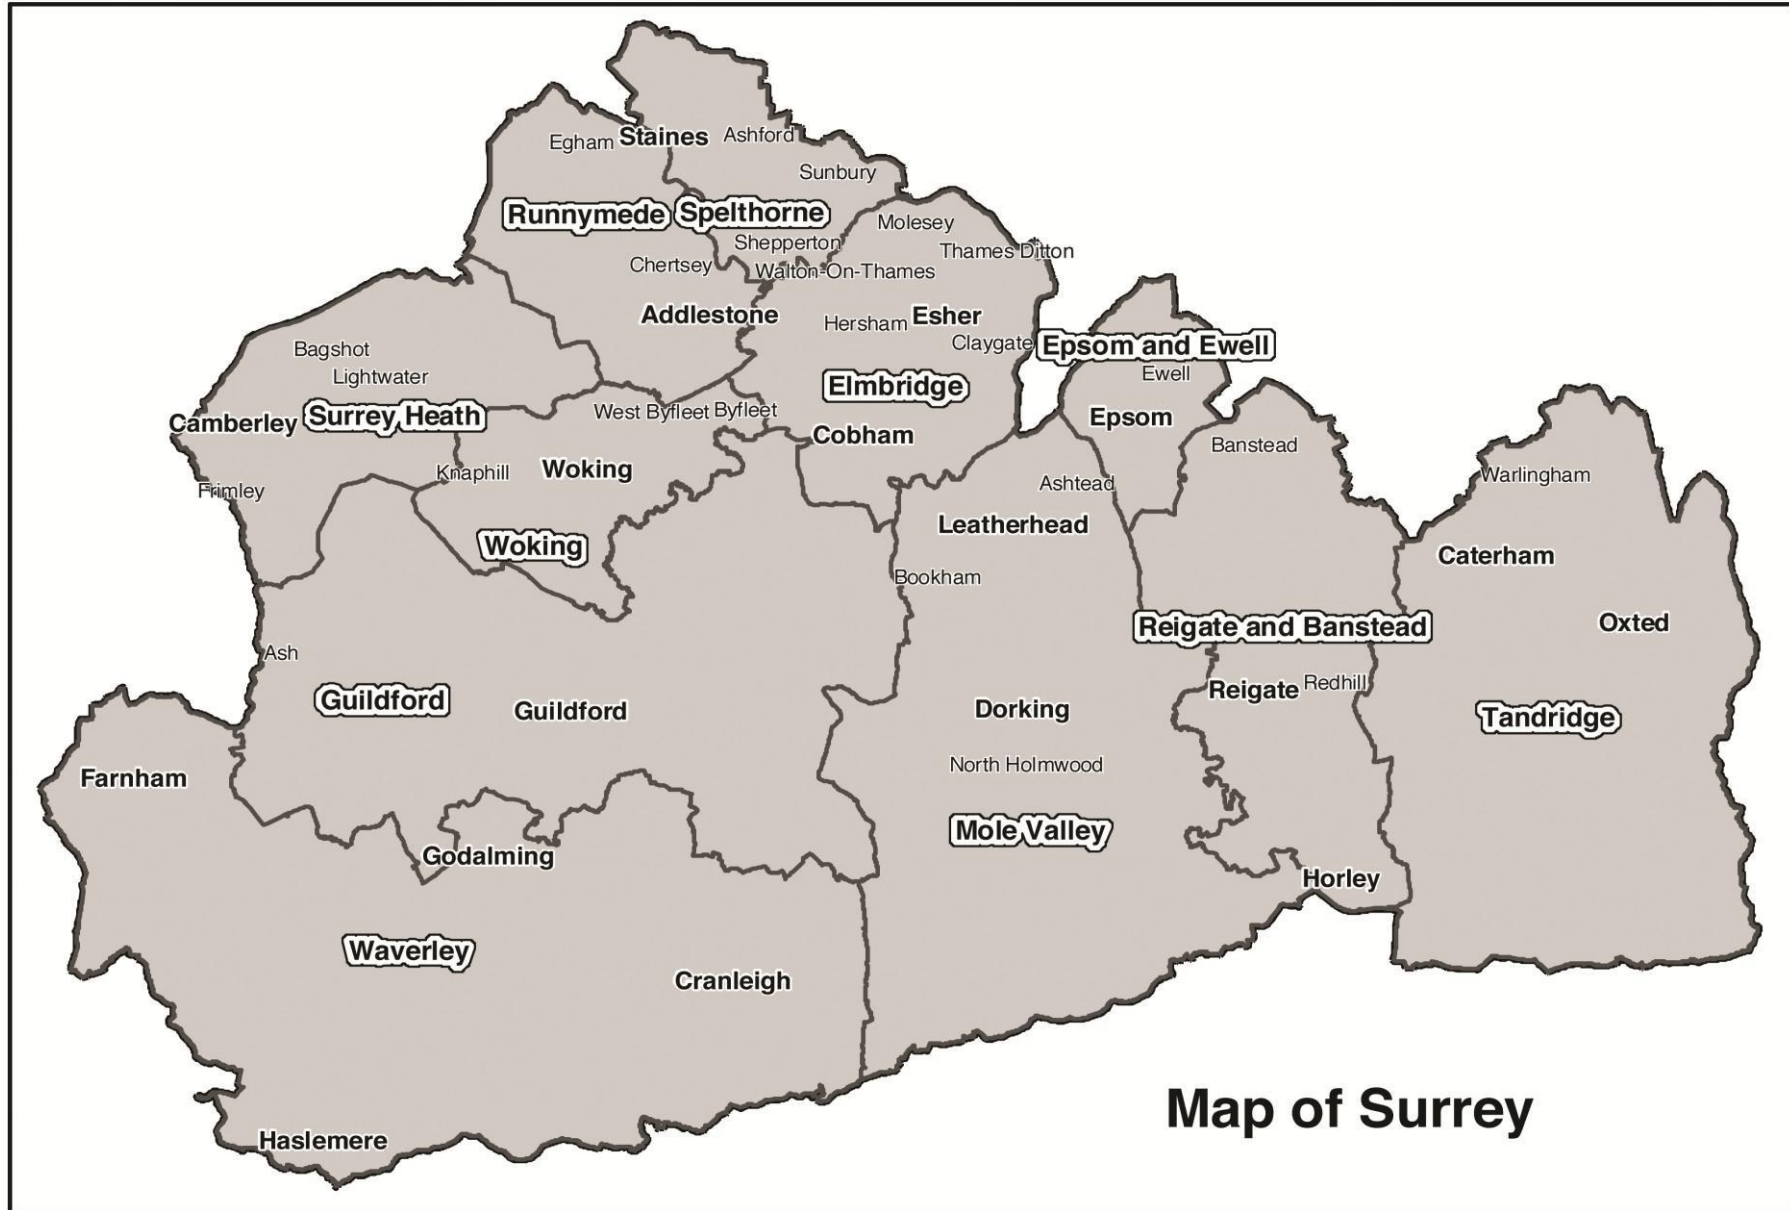 Egham
Staines
Ashford
Sunbury
Runnymede
Spelthorne
Molesey
Shepperton
Thames Ditton
Chertsey
Walton-On-Thames
Addlestone
Hersham
Esher
Claygate
Epsom and Ewell
Bagshot
Lightwater
Ewell
Elmbridge
Camberley
Surrey Heath
West Byfleet
Byfleet
Epsom
Cobham
Banstead
Knaphill
Woking
Frimley
Ashtead
Warlingham
Leatherhead
Woking
Caterham
Bookham
Oxted
Reigate and Banstead
Ash
Guildford
Guildford
Dorking
Reigate
Redhill
Tandridge
Farnham
North Holmwood
Mole Valley
Godalming
Horley
Waverley
Cranleigh
Map of Surrey
Haslemere